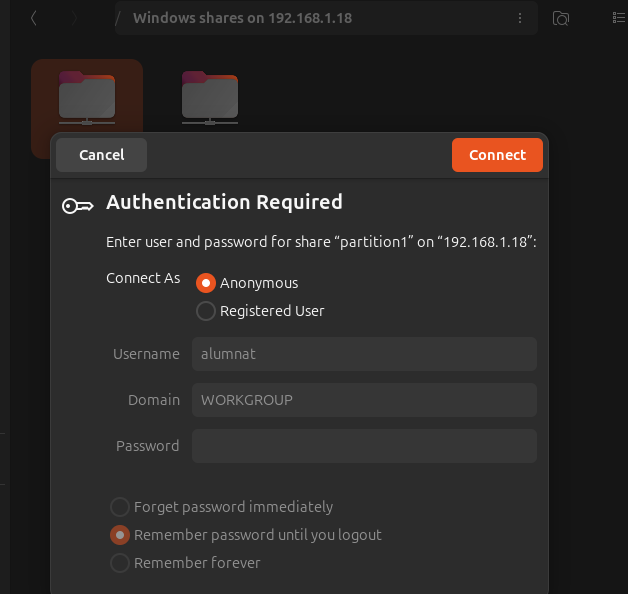 / Windows shares on 192.168.1.18
Cancel
Connect
Authentication Required
Enter user and password for share “partition1” on “192.168.1.18”:
Connect As
Anonymous
Registered User
Username
alumnat
Domain
WORKGROUP
Password
Forget password immediately
Remember password until you logout
Remember forever